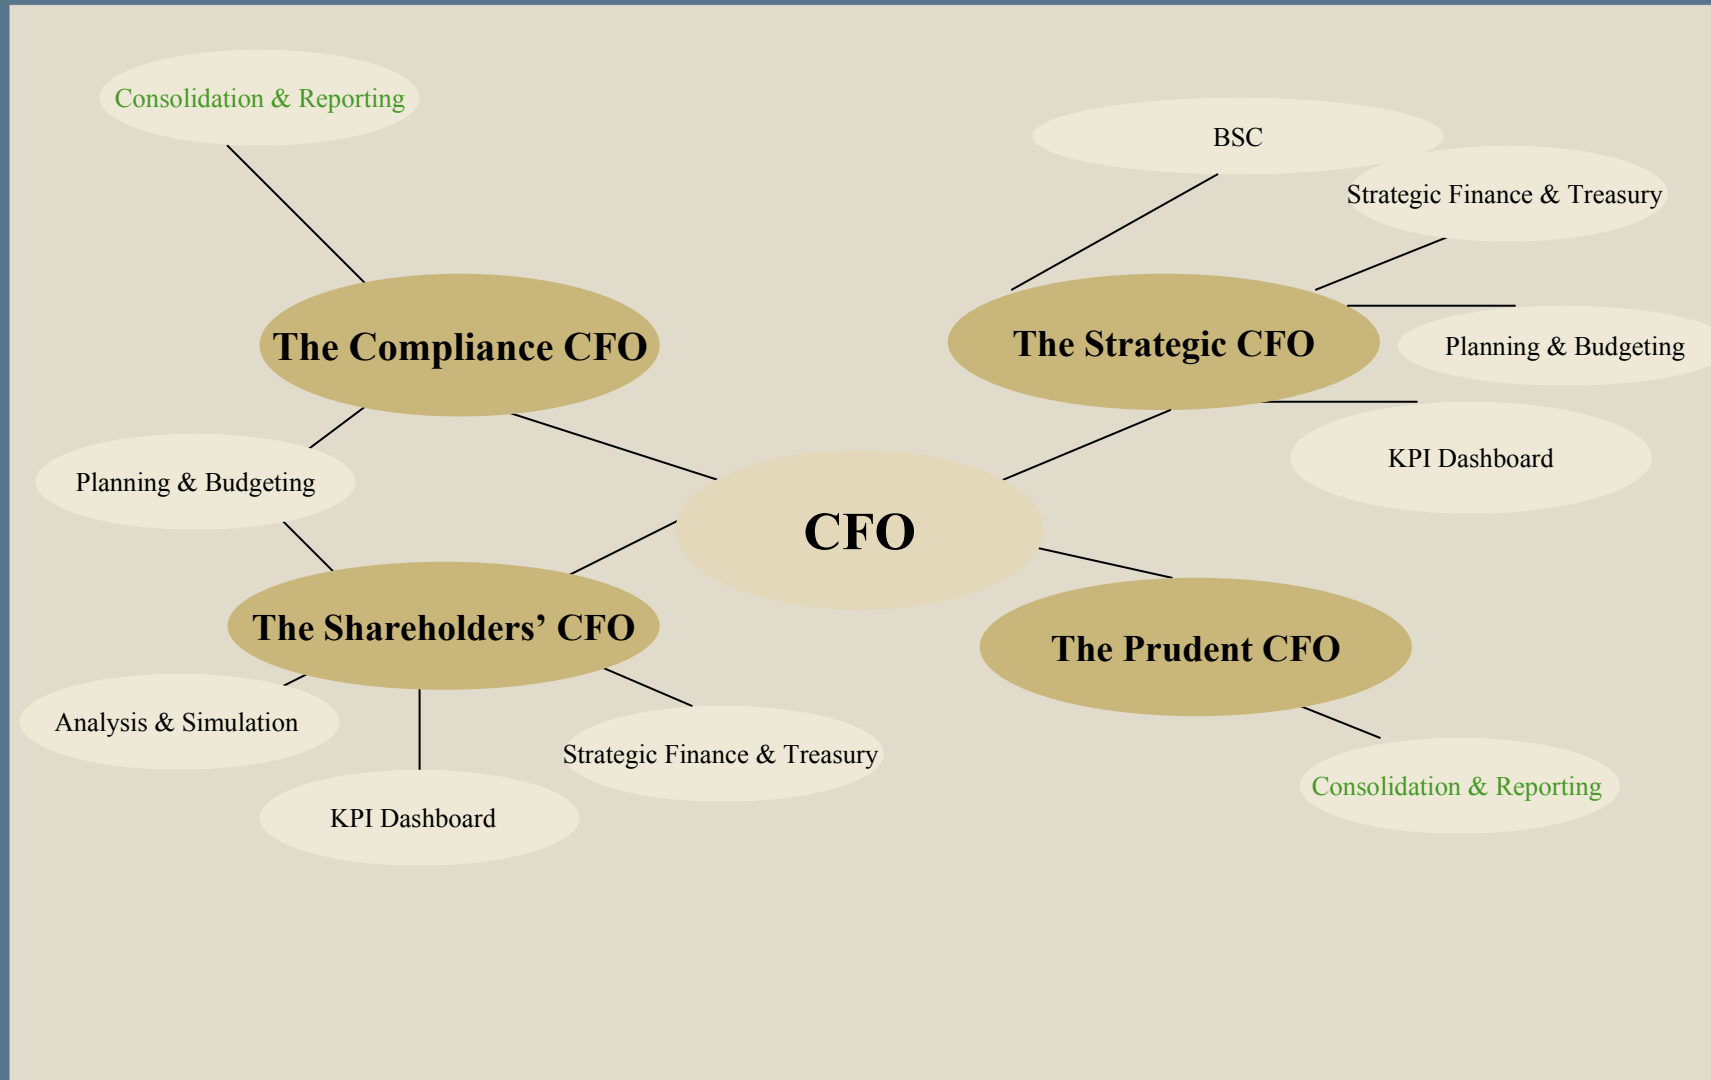 Consolidation & Reporting
BSC
Strategic Finance & Treasury
The Compliance CFO
The Strategic CFO
Planning & Budgeting
KPI Dashboard
Planning & Budgeting
CFO
The Shareholders’ CFO
The Prudent CFO
Analysis & Simulation
Strategic Finance & Treasury
KPI Dashboard
Consolidation & Reporting